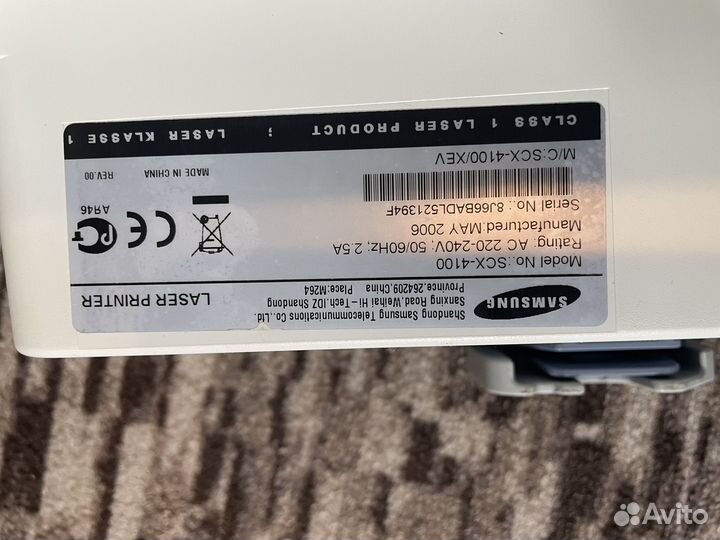 SAMSUNG
Shandong Samsung Telecommunications Co.,Ltd.
Sanxing Road,Weihai Hi-Tech.IDZ Shandong
Province,264209,China Place:M264
LASER PRINTER
Model No.:SCX-4100
Rating: AC 220-240V; 50/60Hz; 2.5A
Manufactured:MAY 2006
Serial No.: 8J66BADL521394F
M/C:SCX-4100/XEV
АЯ46
MADE IN CHINA
REV.00
CLASS 1 LASER PRODUCT ; LASER KLASSE 1
Avito